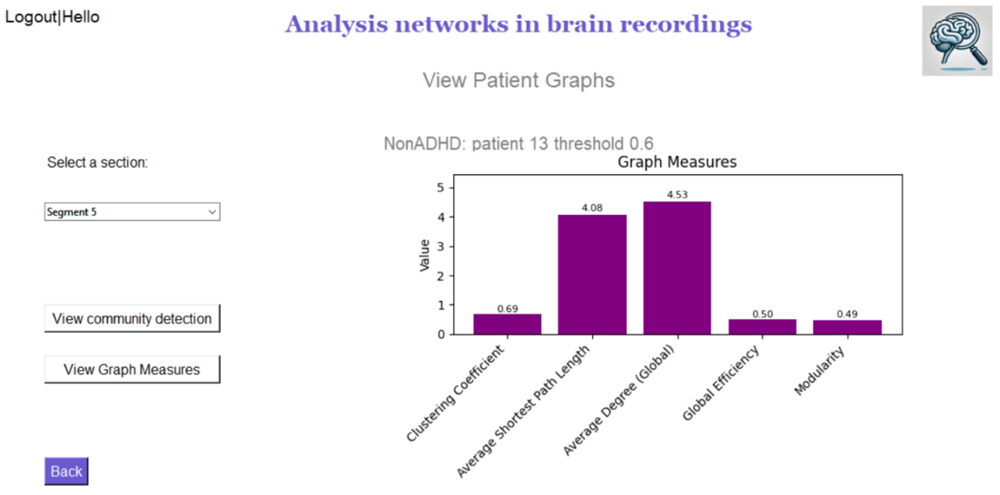 Logout|Hello
Analysis networks in brain recordings
View Patient Graphs
NonADHD: patient 13 threshold 0.6
Select a section:
Segment 5
View community detection
View Graph Measures
Back
Graph Measures
Value
5
4
3
2
1
0
0.69
4.08
4.53
0.50
0.49
Clustering Coefficient
Average Shortest Path Length
Average Degree (Global)
Global Efficiency
Modularity